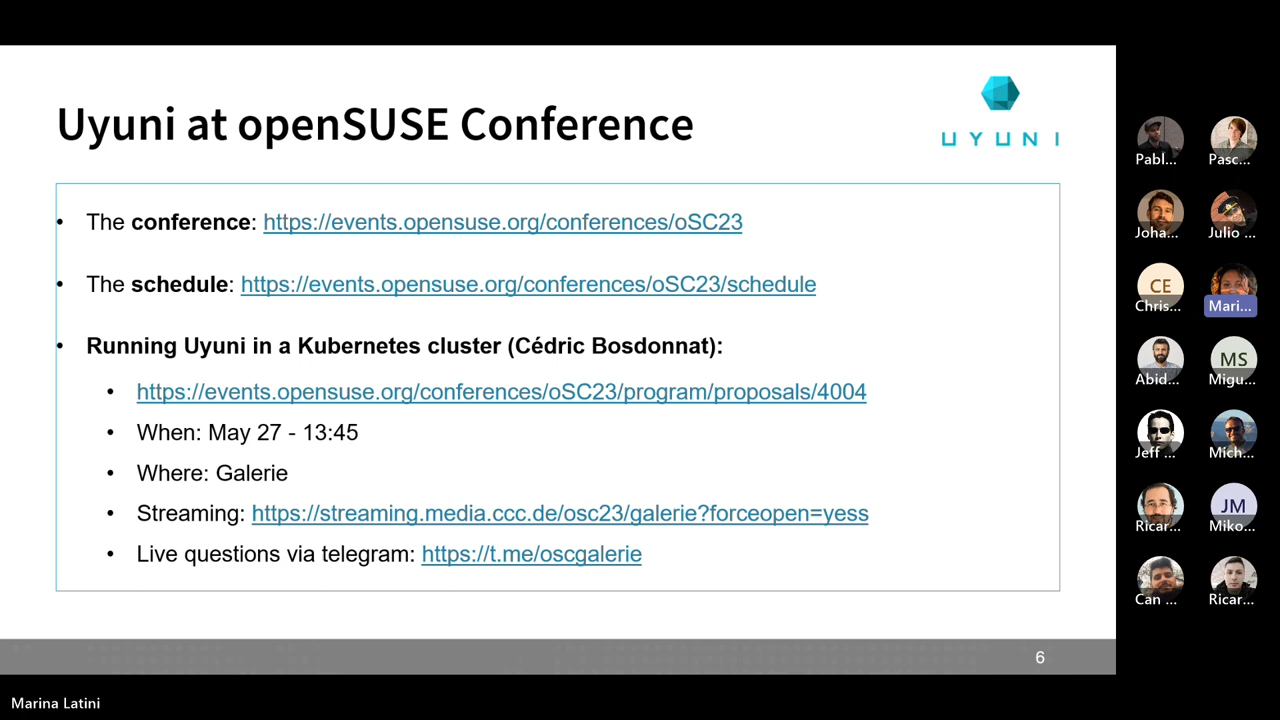 Uyuni at openSUSE Conference
UYUNI
• The conference: https://events.opensuse.org/conferences/oSC23
• The schedule: https://events.opensuse.org/conferences/oSC23/schedule
• Running Uyuni in a Kubernetes cluster (Cédric Bosdonnat):
• https://events.opensuse.org/conferences/oSC23/program/proposals/4004
• When: May 27 - 13:45
• Where: Galerie
• Streaming: https://streaming.media.ccc.de/osc23/galerie?forceopen=yess
• Live questions via telegram: https://t.me/oscgalerie
6
Pabl... Pasc...
Joha... Julio ...
CE
Chris... Mari...
MS
Abid... Migu...
Jeff ... Mich...
JM
Ricar... Miko...
Can ... Ricar...
Marina Latini